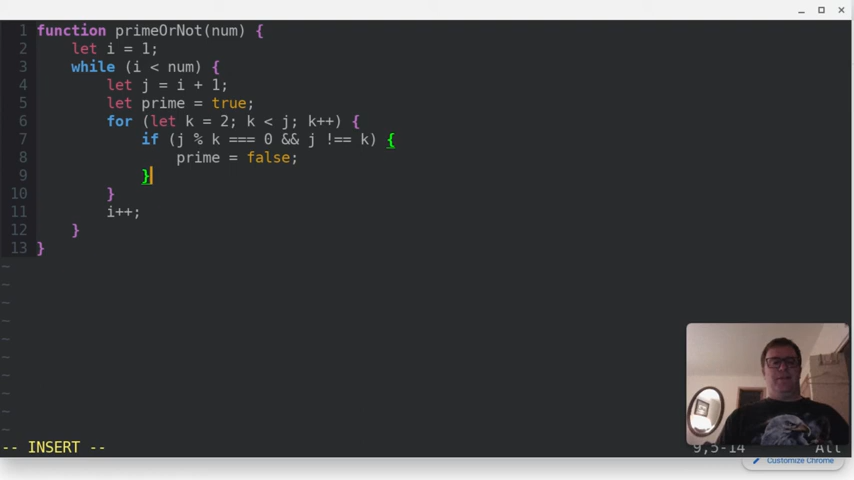 1 function primeOrNot(num) {
2     let i = 1;
3     while (i < num) {
4         let j = i + 1;
5         let prime = true;
6         for (let k = 2; k < j; k++) {
7             if (j % k === 0 && j !== k) {
8                 prime = false;
9             }
10         }
11         i++;
12     }
13 }
~
~
~
~
~
~
~
~
~
~
-- INSERT -- 9,5-14 All
Customize Chrome